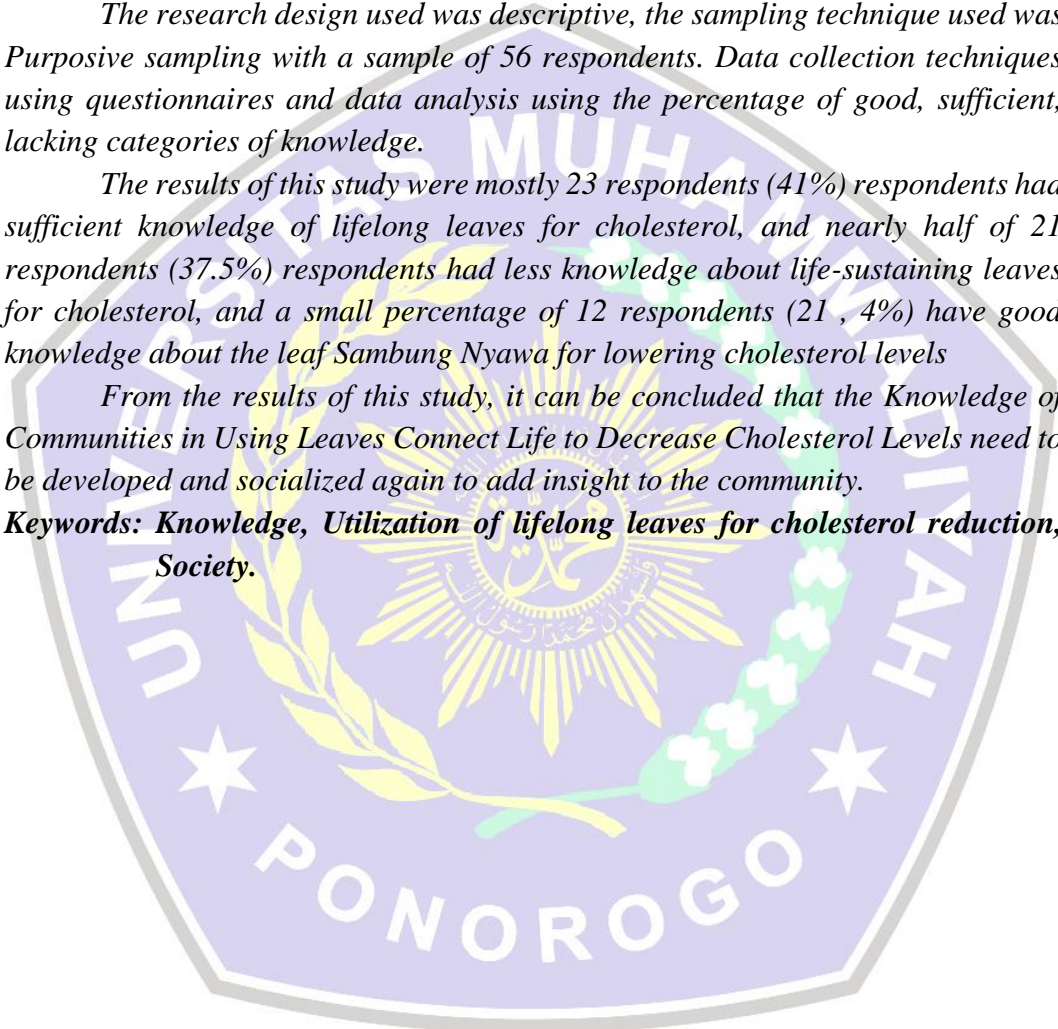 The research design used was descriptive, the sampling technique used was
Purposive sampling with a sample of 56 respondents. Data collection techniques
using questionnaires and data analysis using the percentage of good, sufficient,
lacking categories of knowledge.
The results of this study were mostly 23 respondents (41%) respondents had
sufficient knowledge of lifelong leaves for cholesterol, and nearly half of 21
respondents (37.5%) respondents had less knowledge about life-sustaining leaves
for cholesterol, and a small percentage of 12 respondents (21 , 4%) have good
knowledge about the leaf Sambung Nyawa for lowering cholesterol levels
From the results of this study, it can be concluded that the Knowledge of
Communities in Using Leaves Connect Life to Decrease Cholesterol Levels need to
be developed and socialized again to add insight to the community.
Keywords: Knowledge, Utilization of lifelong leaves for cholesterol reduction,
Society.
UNIVERSITAS MUHAMMADIYAH
PONOROGO